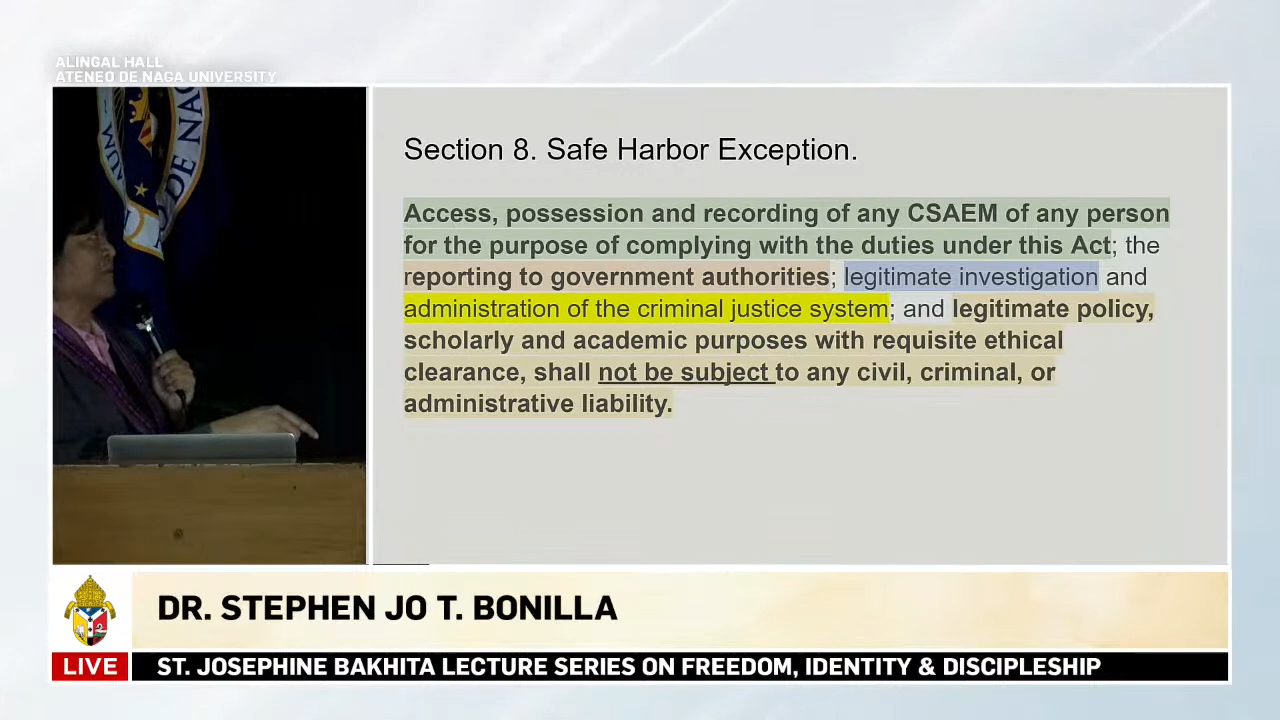 ALINGAL HALL
ATENEO DE NAGA UNIVERSITY
DE NAG
Section 8. Safe Harbor Exception.
Access, possession and recording of any CSAEM of any person
for the purpose of complying with the duties under this Act; the
reporting to government authorities; legitimate investigation and
administration of the criminal justice system; and legitimate policy,
scholarly and academic purposes with requisite ethical
clearance, shall not be subject to any civil, criminal, or
administrative liability.
DR. STEPHEN JO T. BONILLA
LIVE
ST. JOSEPHINE BAKHITA LECTURE SERIES ON FREEDOM, IDENTITY & DISCIPLESHIP